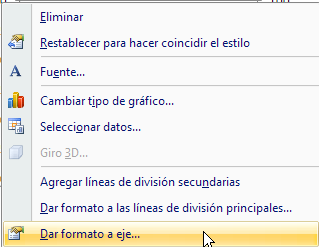 Eliminar
Restablecer para hacer coincidir el estilo
Fuente...
Cambiar tipo de gráfico...
Seleccionar datos...
Giro 3D...
Agregar líneas de división secundarias
Dar formato a las líneas de división principales...
Dar formato a eje...